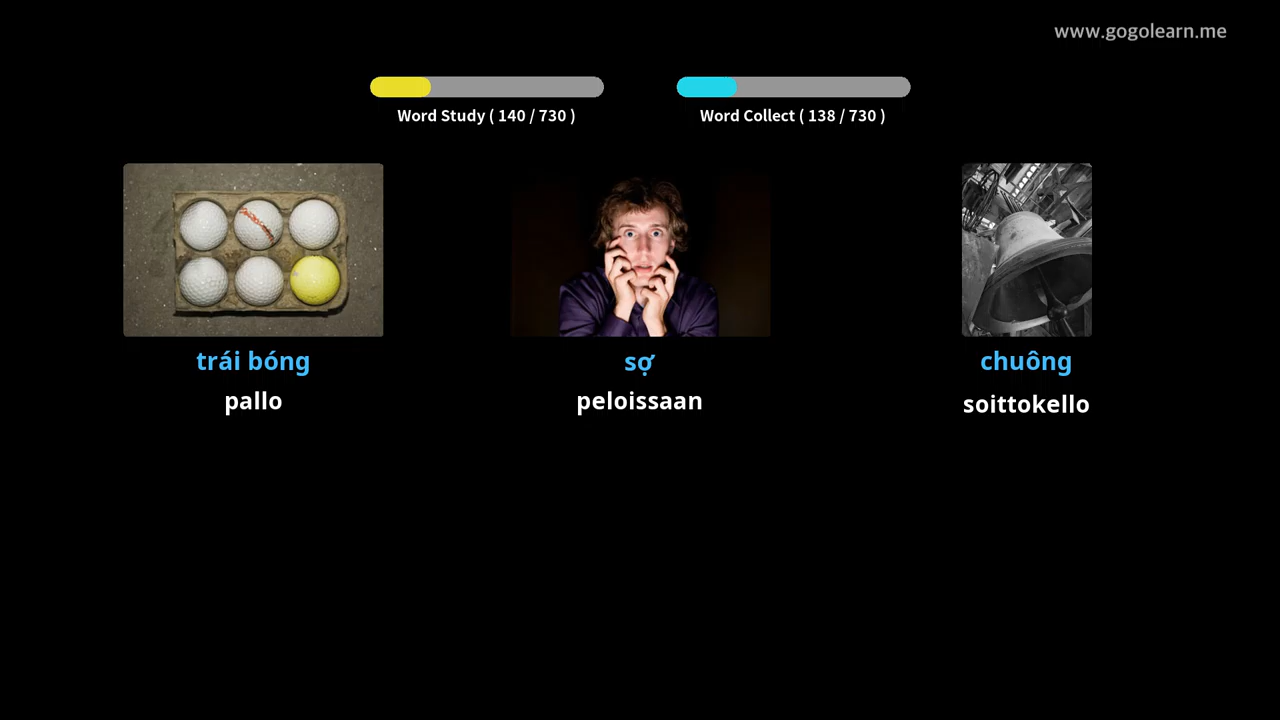 www.gogolearn.me
Word Study ( 140 / 730 )
Word Collect ( 138 / 730 )
trái bóng
pallo
sợ
peloissaan
chuông
soittokello